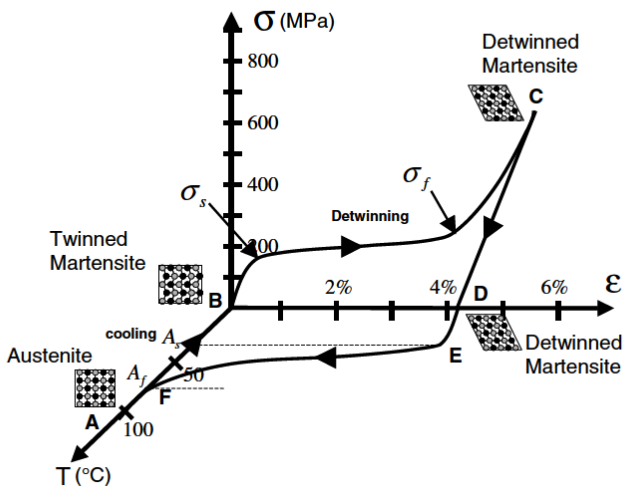 σ (MPa)
Detwinned
Martensite
800
C
600
σf
σs
400
Detwinning
Twinned
Martensite
200
B
2%
4%
D
6%
ε
cooling
As
Detwinned
Martensite
E
Austenite
50
Af
F
A
100
T (°C)